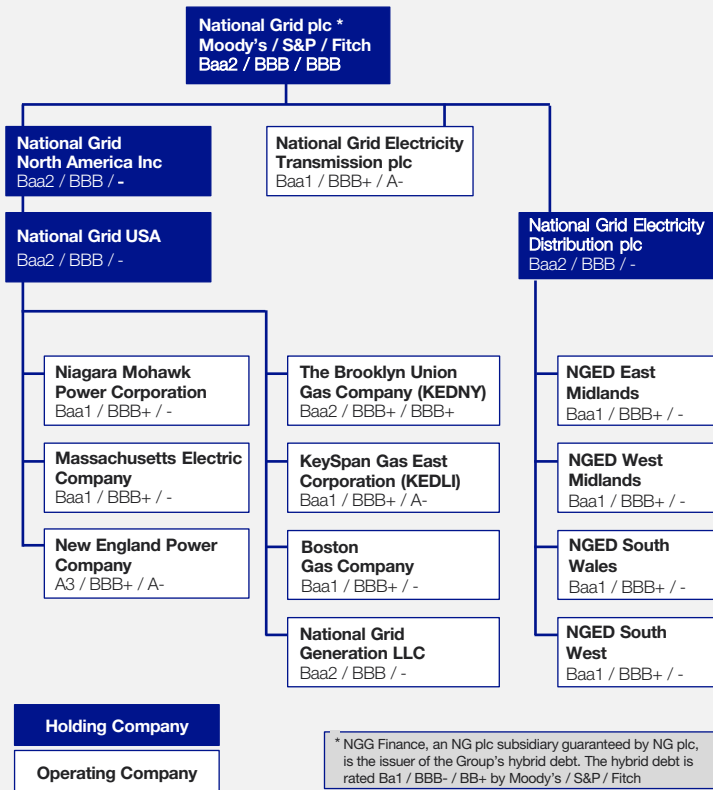 National Grid plc *
Moody's / S&P / Fitch
Baa2 / BBB / BBB
National Grid
North America Inc
Baa2 / BBB / -
National Grid Electricity
Transmission plc
Baa1 / BBB+ / A-
National Grid USA
Baa2 / BBB / -
National Grid Electricity
Distribution plc
Baa2 / BBB / -
Niagara Mohawk
Power Corporation
Baa1 / BBB+ / -
Massachusetts Electric
Company
Baa1 / BBB+ / -
New England Power
Company
A3 / BBB+ / A-
The Brooklyn Union
Gas Company (KEDNY)
Baa2 / BBB+ / BBB+
KeySpan Gas East
Corporation (KEDLI)
Baa1 / BBB+ / A-
Boston
Gas Company
Baa1 / BBB+ / -
National Grid
Generation LLC
Baa2 / BBB / -
NGED East
Midlands
Baa1 / BBB+ / -
NGED West
Midlands
Baa1 / BBB+ / -
NGED South
Wales
Baa1 / BBB+ / -
NGED South
West
Baa1 / BBB+ / -
Holding Company
Operating Company
* NGG Finance, an NG plc subsidiary guaranteed by NG plc,
is the issuer of the Group's hybrid debt. The hybrid debt is
rated Ba1 / BBB- / BB+ by Moody's / S&P / Fitch